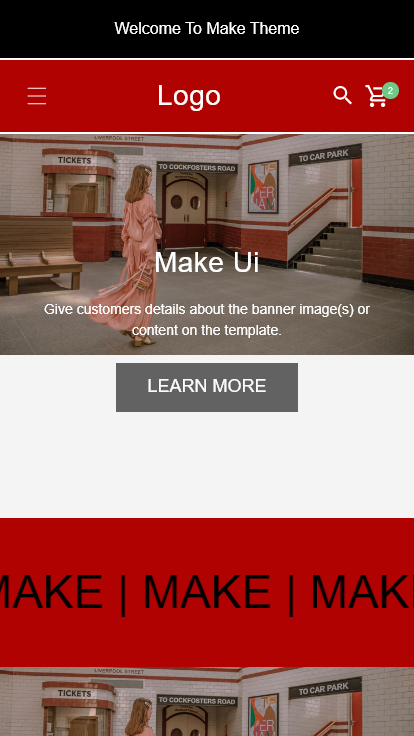 Welcome To Make Theme
Logo
2
LIVERPOOL STREET
TICKETS
TO COCKFOSTERS ROAD
TO CAR PARK
Make Ui
Give customers details about the banner image(s) or
content on the template.
LEARN MORE
MAKE | MAKE | MAKE
LIVERPOOL STREET
TICKETS
TO COCKFOSTERS ROAD
TO CAR PARK